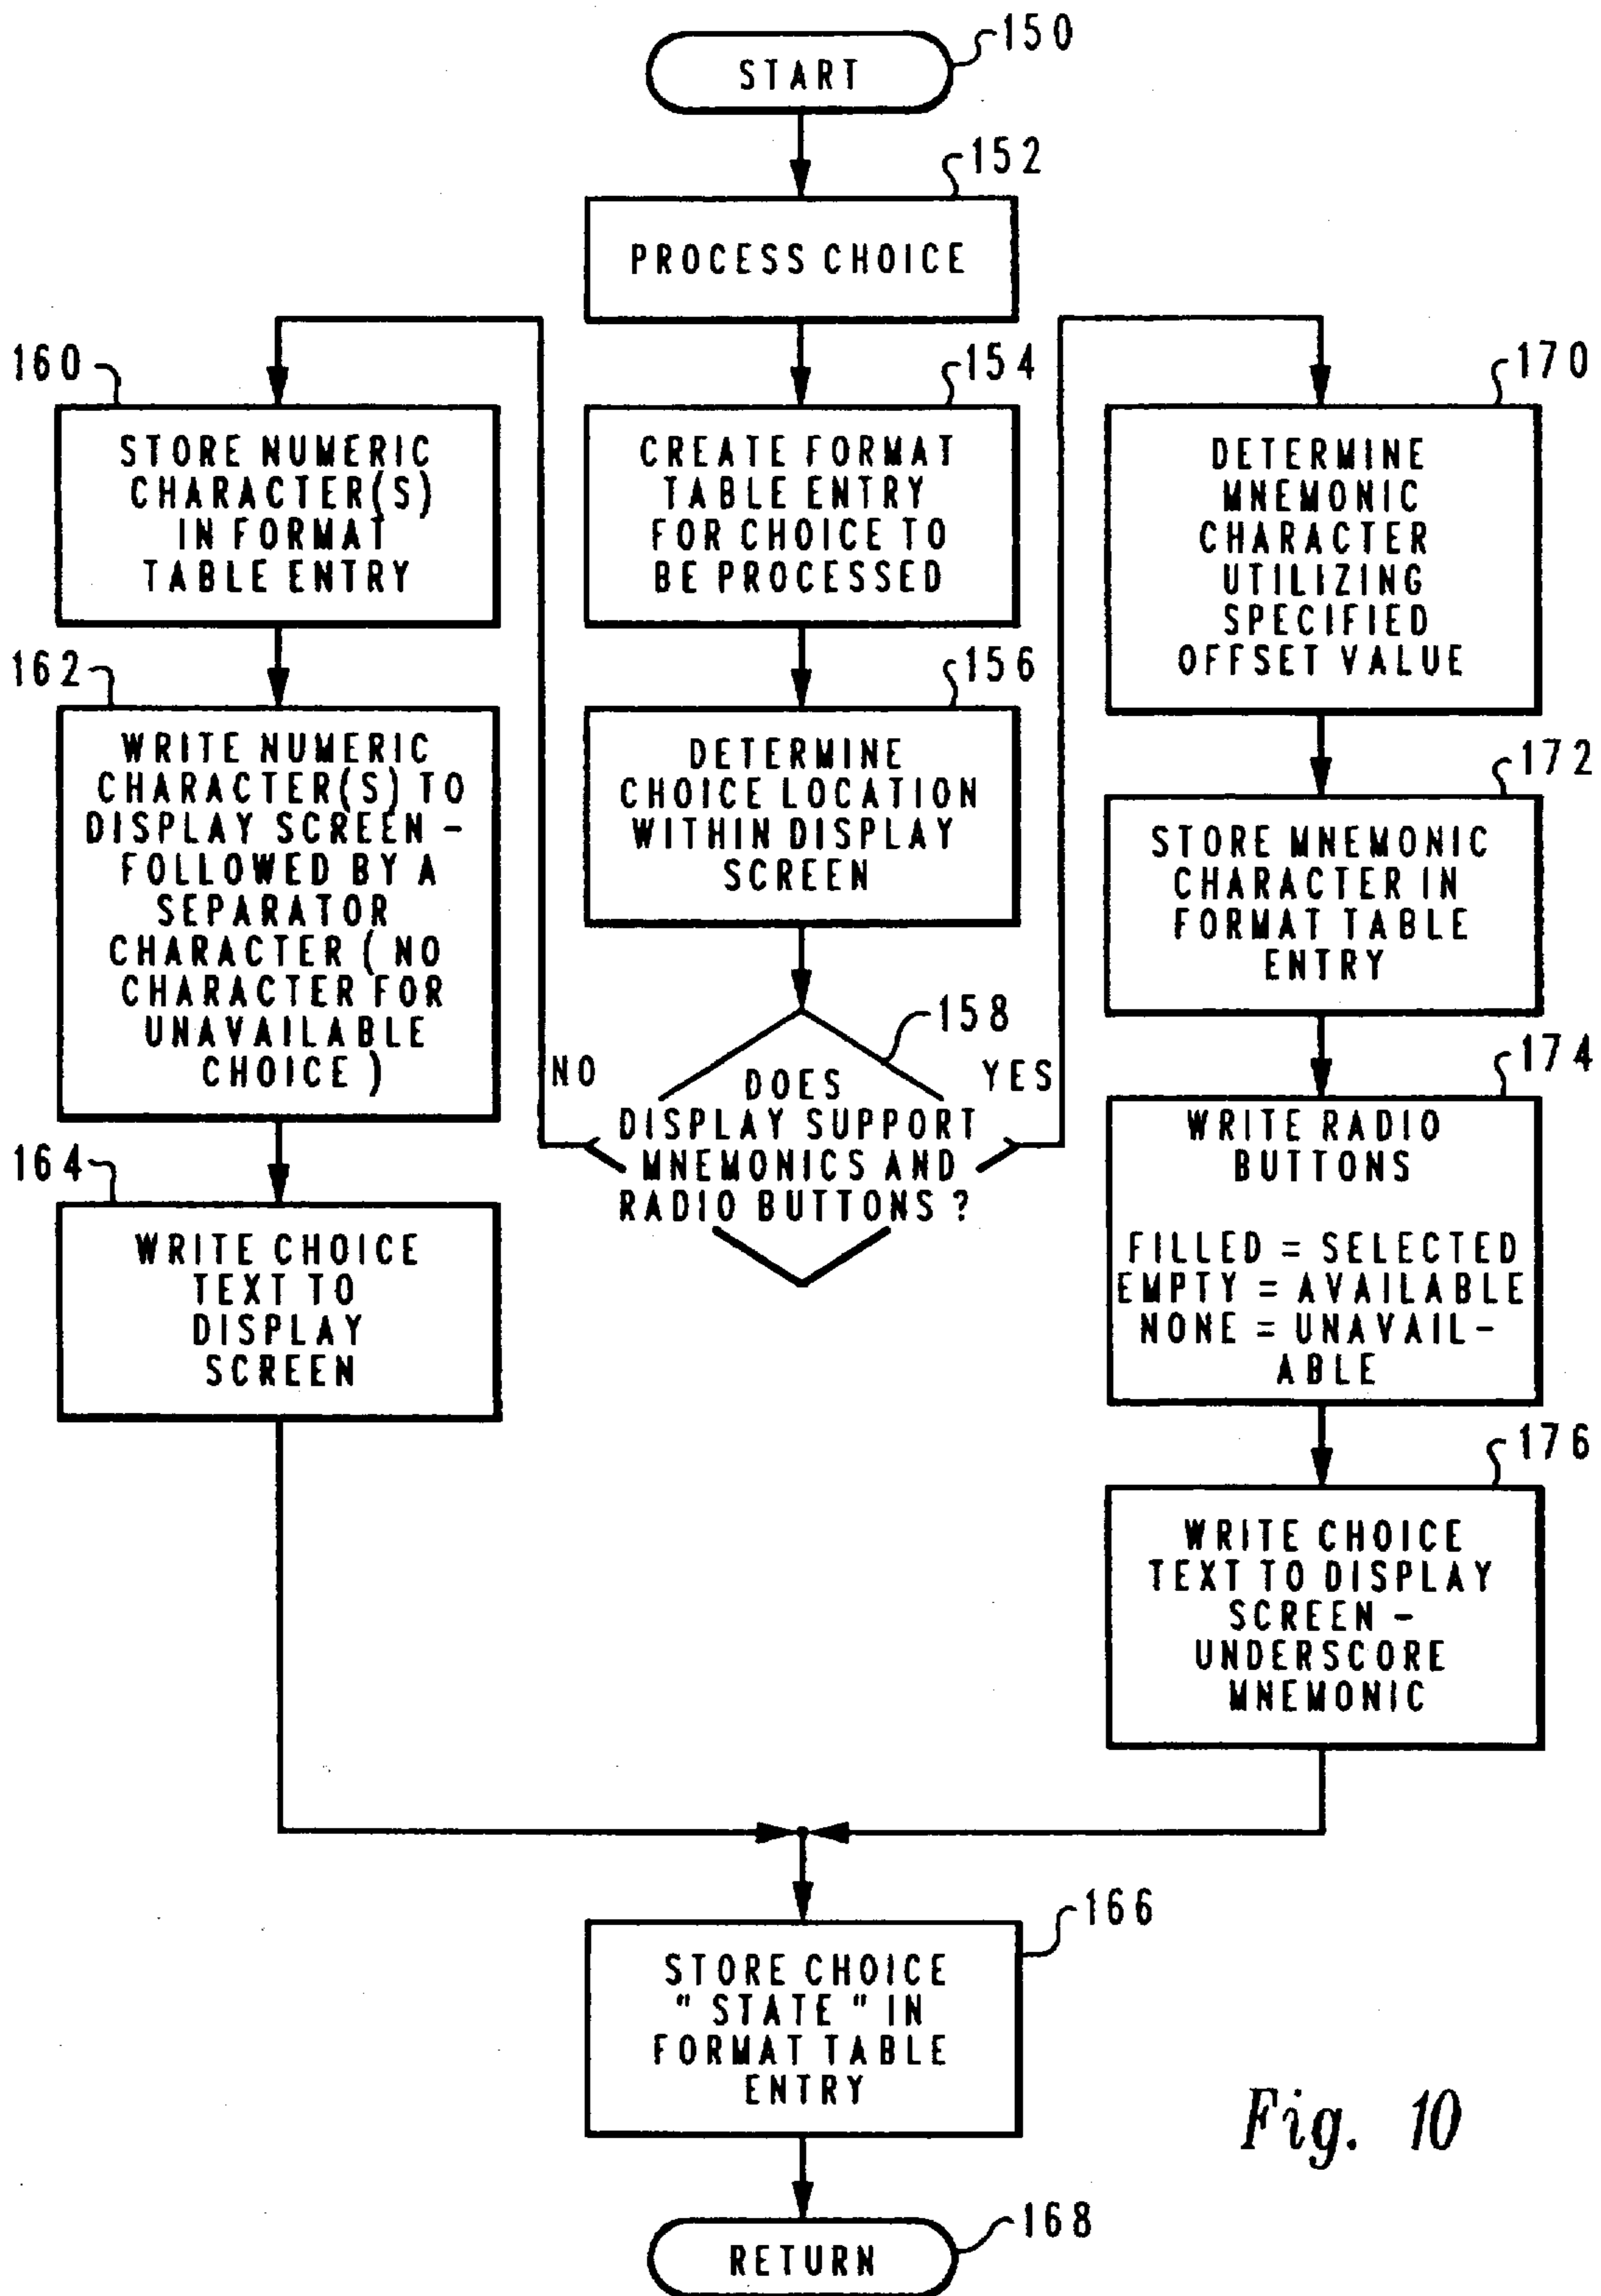 150
START
152
PROCESS CHOICE
154
CREATE FORMAT
TABLE ENTRY
FOR CHOICE TO
BE PROCESSED
156
DETERMINE
CHOICE LOCATION
WITHIN DISPLAY
SCREEN
158
NO
YES
DOES
DISPLAY SUPPORT
MNEMONICS AND
RADIO BUTTONS ?
160
STORE NUMERIC
CHARACTER(S)
IN FORMAT
TABLE ENTRY
162
WRITE NUMERIC
CHARACTER(S) TO
DISPLAY SCREEN -
FOLLOWED BY A
SEPARATOR
CHARACTER ( NO
CHARACTER FOR
UNAVAILABLE
CHOICE )
164
WRITE CHOICE
TEXT TO
DISPLAY
SCREEN
170
DETERMINE
MNEMONIC
CHARACTER
UTILIZING
SPECIFIED
OFFSET VALUE
172
STORE MNEMONIC
CHARACTER IN
FORMAT TABLE
ENTRY
174
WRITE RADIO
BUTTONS
FILLED = SELECTED
EMPTY = AVAILABLE
NONE = UNAVAIL-
ABLE
176
WRITE CHOICE
TEXT TO DISPLAY
SCREEN -
UNDERSCORE
MNEMONIC
166
STORE CHOICE
" STATE " IN
FORMAT TABLE
ENTRY
168
RETURN
Fig. 10